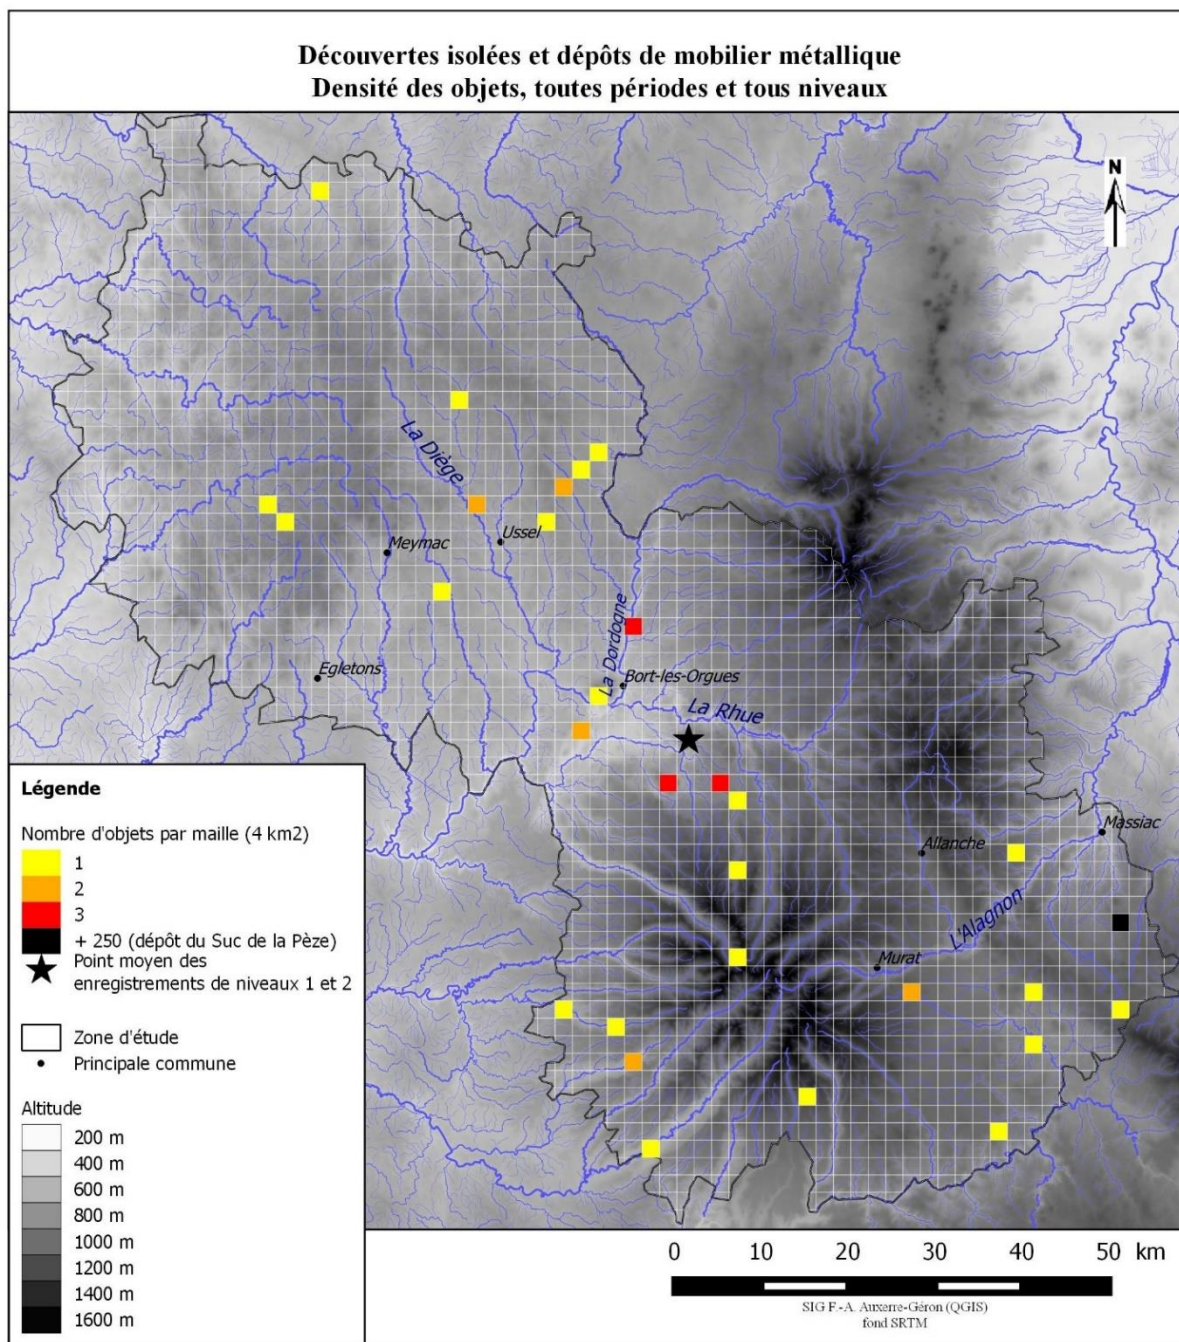 Découvertes isolées et dépôts de mobilier métallique
Densité des objets, toutes périodes et tous niveaux
N
La Diège
Ussel
Meymac
Egletons
La Dordogne
Bort-les-Orgues
La Rhue
Allanche
Massiac
L'Alagnon
Murat
Légende
Nombre d'objets par maille (4 km2)
1
2
3
+ 250 (dépôt du Suc de la Pèze)
Point moyen des
enregistrements de niveaux 1 et 2
Zone d'étude
Principale commune
Altitude
200 m
400 m
600 m
800 m
1000 m
1200 m
1400 m
1600 m
0 10 20 30 40 50 km
SIG F.-A. Auxerre-Géron (QGIS)
fond SRTM